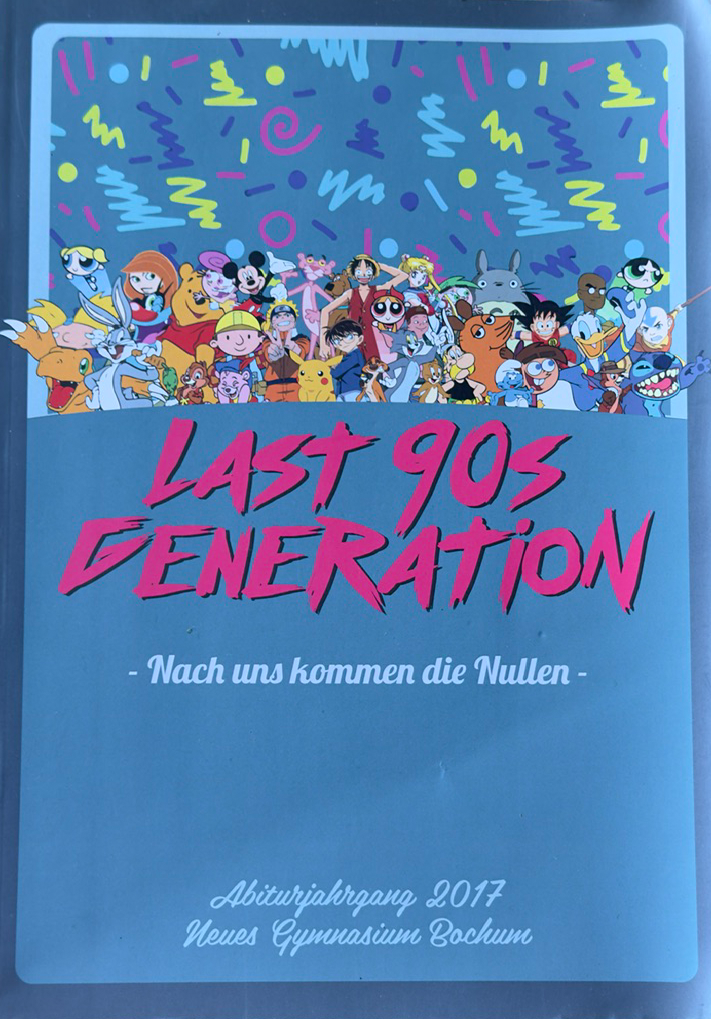 LAST 90s
GENERATION
- Nach uns kommen die Nullen -
Abiturjahrgang 2017
Neues Gymnasium Bochum